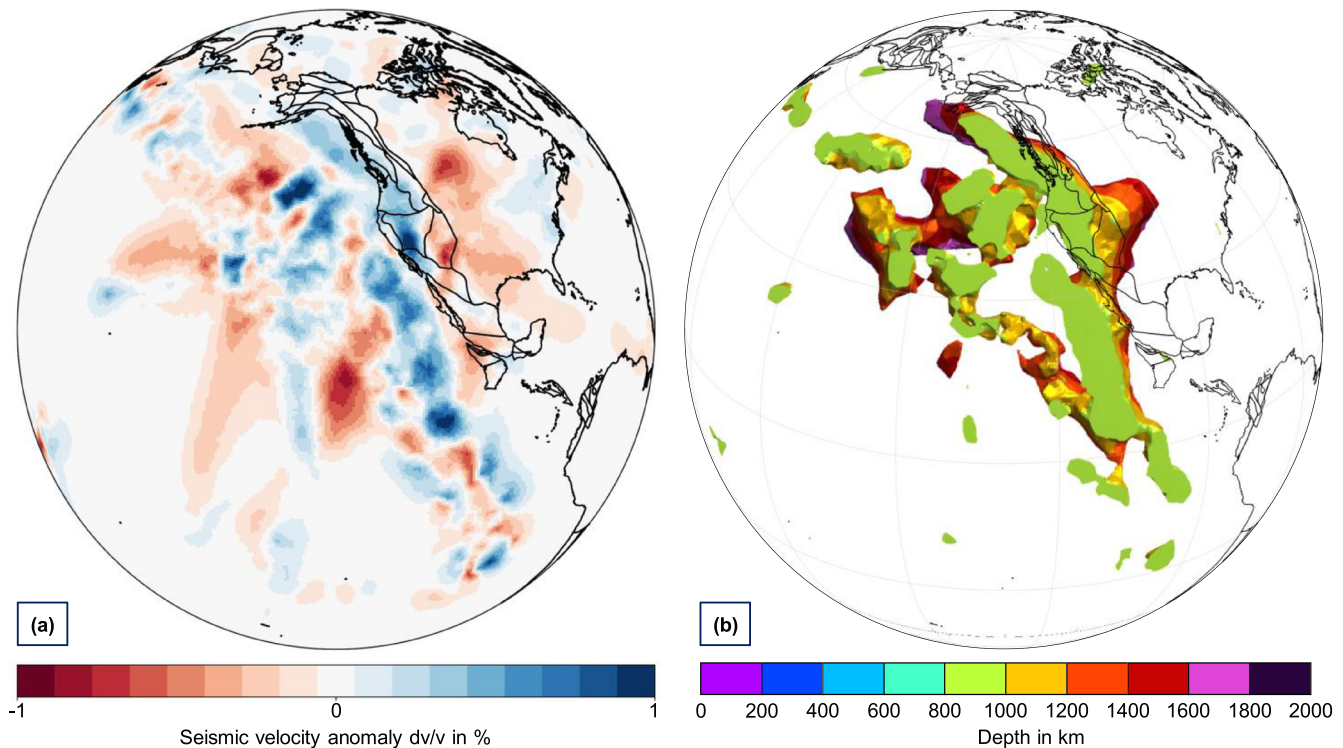 (a)
(b)
-1 0 1
Seismic velocity anomaly dv/v in %
0 200 400 600 800 1000 1200 1400 1600 1800 2000
Depth in km